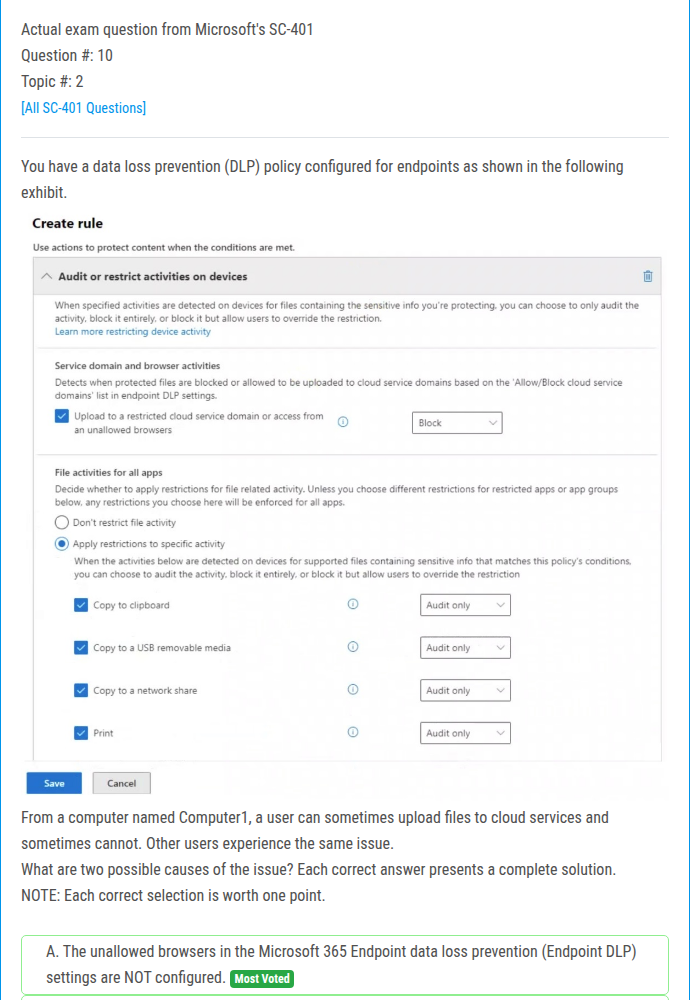 Actual exam question from Microsoft's SC-401
Question #: 10
Topic #: 2
[All SC-401 Questions]
You have a data loss prevention (DLP) policy configured for endpoints as shown in the following
exhibit.
Create rule
Use actions to protect content when the conditions are met.
Audit or restrict activities on devices
When specified activities are detected on devices for files containing the sensitive info you're protecting, you can choose to only audit the
activity, block it entirely, or block it but allow users to override the restriction.
Learn more restricting device activity
Service domain and browser activities
Detects when protected files are blocked or allowed to be uploaded to cloud service domains based on the 'Allow/Block cloud service
domains' list in endpoint DLP settings.
Upload to a restricted cloud service domain or access from
an unallowed browsers
Block
File activities for all apps
Decide whether to apply restrictions for file related activity. Unless you choose different restrictions for restricted apps or app groups
below, any restrictions you choose here will be enforced for all apps.
Don't restrict file activity
Apply restrictions to specific activity
When the activities below are detected on devices for supported files containing sensitive info that matches this policy's conditions,
you can choose to audit the activity, block it entirely, or block it but allow users to override the restriction
Copy to clipboard Audit only
Copy to a USB removable media Audit only
Copy to a network share Audit only
Print Audit only
Save Cancel
From a computer named Computer1, a user can sometimes upload files to cloud services and
sometimes cannot. Other users experience the same issue.
What are two possible causes of the issue? Each correct answer presents a complete solution.
NOTE: Each correct selection is worth one point.
A. The unallowed browsers in the Microsoft 365 Endpoint data loss prevention (Endpoint DLP)
settings are NOT configured. Most Voted